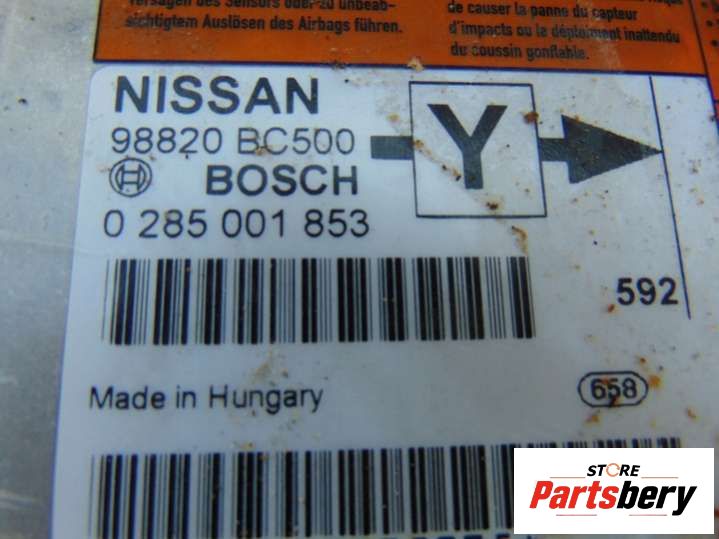 Versagen des Sensors oder zu unbeab-
sichtigtem Auslösen des Airbags führen.
de causer la panne du capteur
d'impacts ou le déploiement inattendu
du coussin gonflable.
NISSAN
98820 BC500
Y
BOSCH
0 285 001 853
592
Made in Hungary
658
STORE
Partsbery